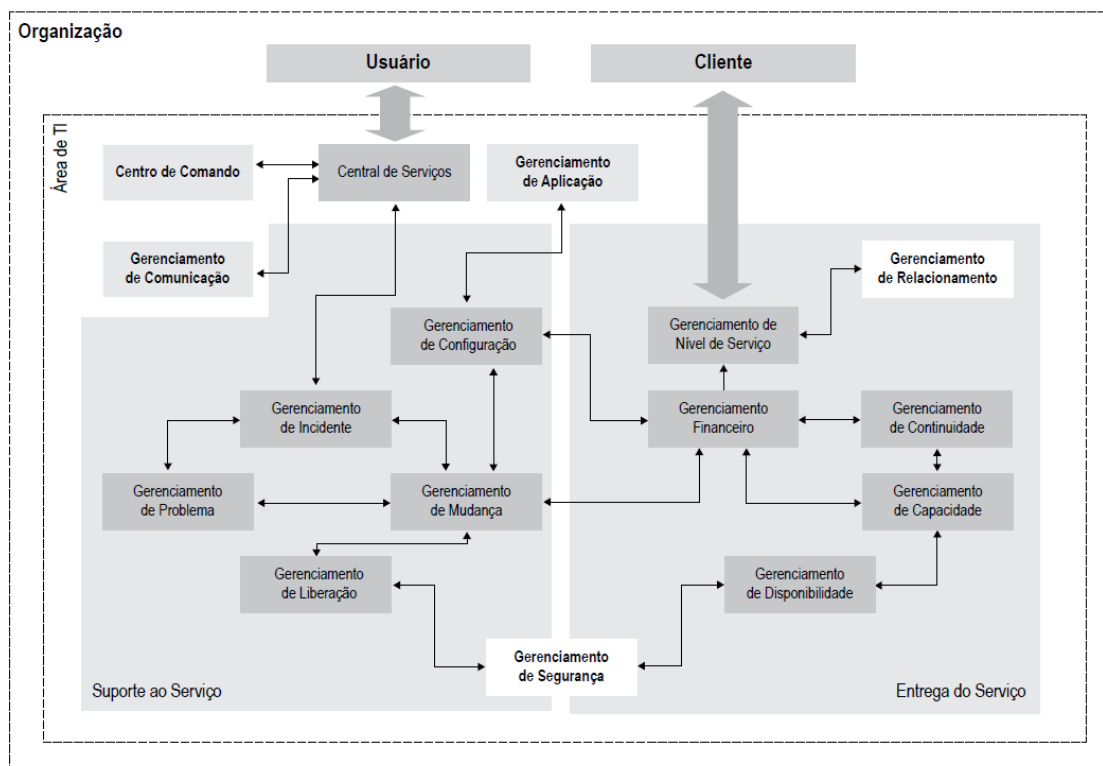 Organização
Usuário
Cliente
Área de TI
Centro de Comando
Central de Serviços
Gerenciamento
de Aplicação
Gerenciamento
de Comunicação
Gerenciamento
de Relacionamento
Gerenciamento
de Configuração
Gerenciamento de
Nível de Serviço
Gerenciamento
de Incidente
Gerenciamento
Financeiro
Gerenciamento
de Continuidade
Gerenciamento
de Problema
Gerenciamento
de Mudança
Gerenciamento
de Capacidade
Gerenciamento
de Liberação
Gerenciamento
de Disponibilidade
Gerenciamento
de Segurança
Suporte ao Serviço
Entrega do Serviço